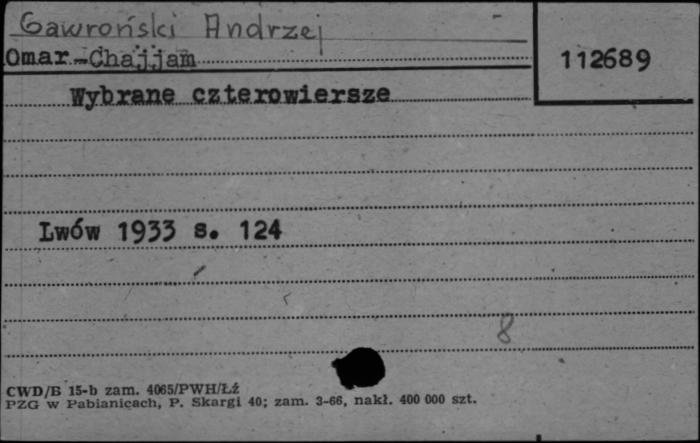 Gawroński Andrzej
Omar-Chajjam
112689
Wybrane czterowiersze
Lwów 1933 s. 124
8
CWD/B 15-b zam. 4065/PWH/Łź
PZG w Pabianicach, P. Skargi 40; zam. 3-66, nakł. 400 000 szt.